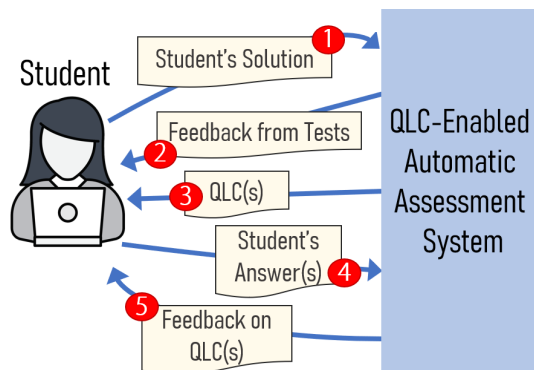 1
Student's Solution
Student
Feedback from Tests
2
QLC-Enabled
Automatic
Assessment
System
3
QLC(s)
Student's
Answer(s)
4
5
Feedback on
QLC(s)